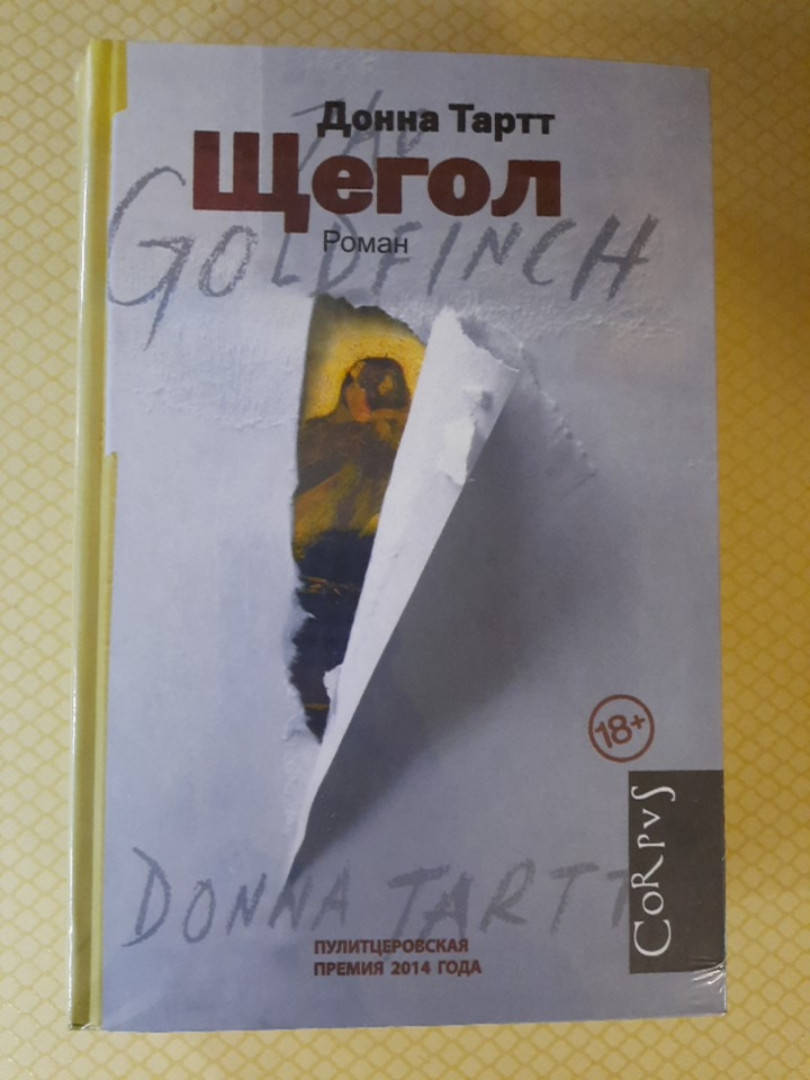 Донна Тартт
Щегол
Роман
THE
GOLDFINCH
18+
CORPVS
DONNA TARTT
ПУЛИТЦЕРОВСКАЯ
ПРЕМИЯ 2014 ГОДА